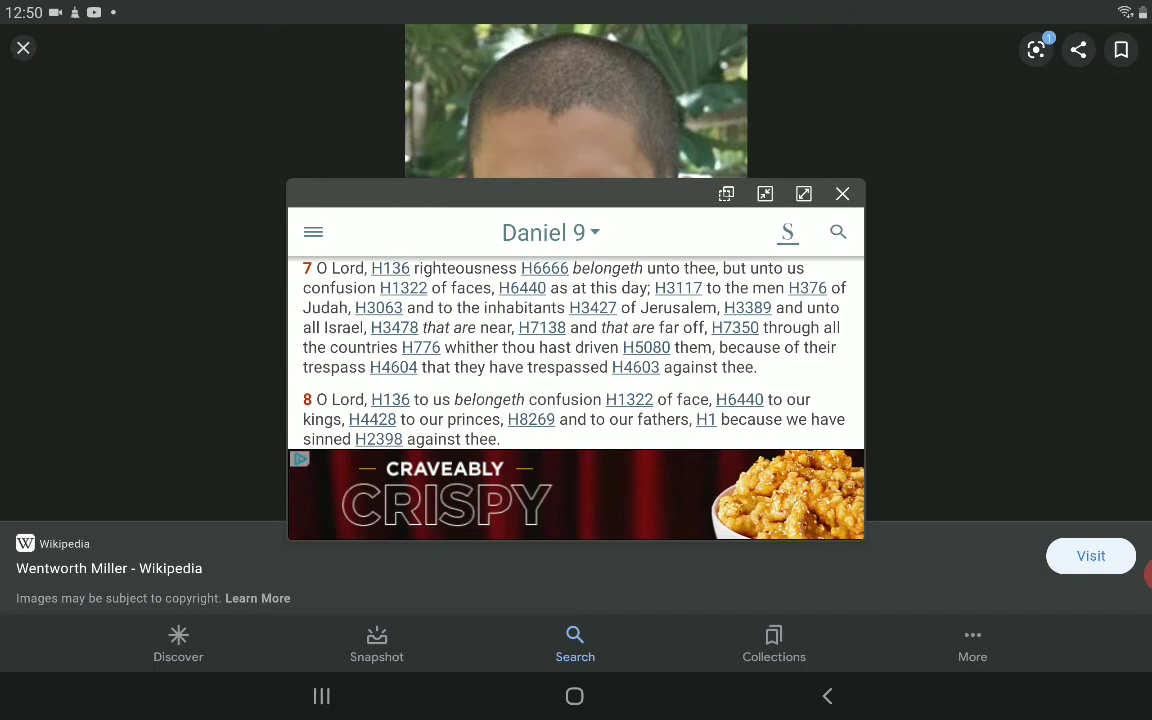 12:50
1
Daniel 9
S
7 O Lord, H136 righteousness H6666 belongeth unto thee, but unto us
confusion H1322 of faces, H6440 as at this day; H3117 to the men H376 of
Judah, H3063 and to the inhabitants H3427 of Jerusalem, H3389 and unto
all Israel, H3478 that are near, H7138 and that are far off, H7350 through all
the countries H776 whither thou hast driven H5080 them, because of their
trespass H4604 that they have trespassed H4603 against thee.
8 O Lord, H136 to us belongeth confusion H1322 of face, H6440 to our
kings, H4428 to our princes, H8269 and to our fathers, H1 because we have
sinned H2398 against thee.
CRAVEABLY
CRISPY
W Wikipedia
Wentworth Miller - Wikipedia
Visit
Images may be subject to copyright. Learn More
Discover Snapshot Search Collections More